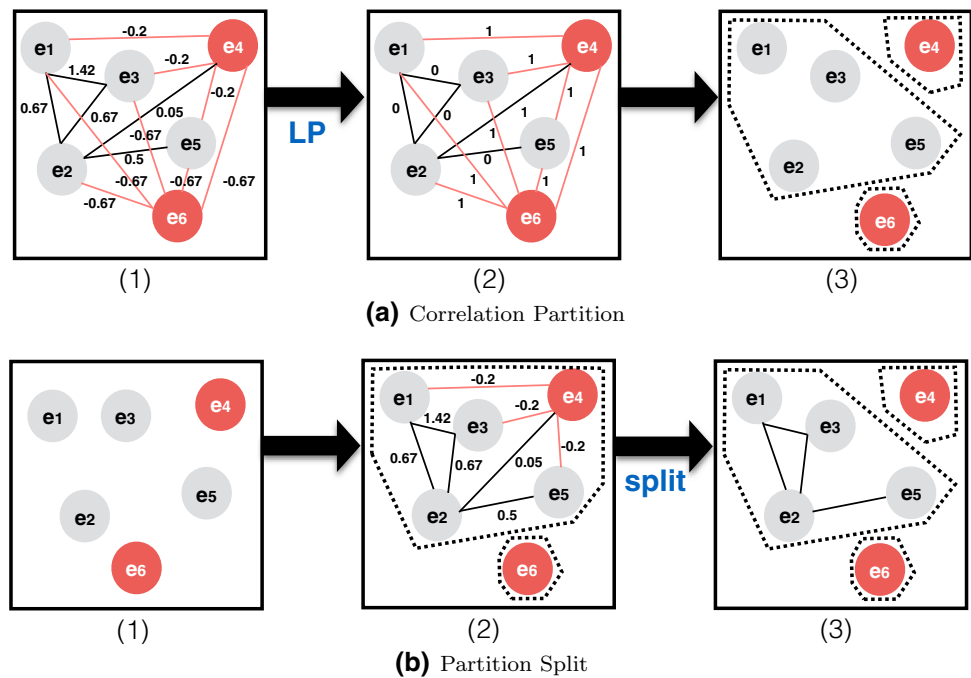 e1 -0.2 e4
1.42 e3 -0.2
0.67 0.67 0.05 -0.2
-0.67 e5
e2 0.5
-0.67 -0.67 -0.67
-0.67 e6
(1)
LP
e1 1 e4
0 e3 1
0 0 1 1
1 e5 1
e2 0
1 1
1 e6
(2)
e1 e4
e3
e5
e2
e6
(3)
(a) Correlation Partition
e1 e3 e4
e5
e2
e6
(1)
e1 -0.2 e4
1.42 e3 -0.2
0.67 0.67 0.05 -0.2
e2 0.5 e5
e6
(2)
split
e1 e4
e3
e5
e2
e6
(3)
(b) Partition Split